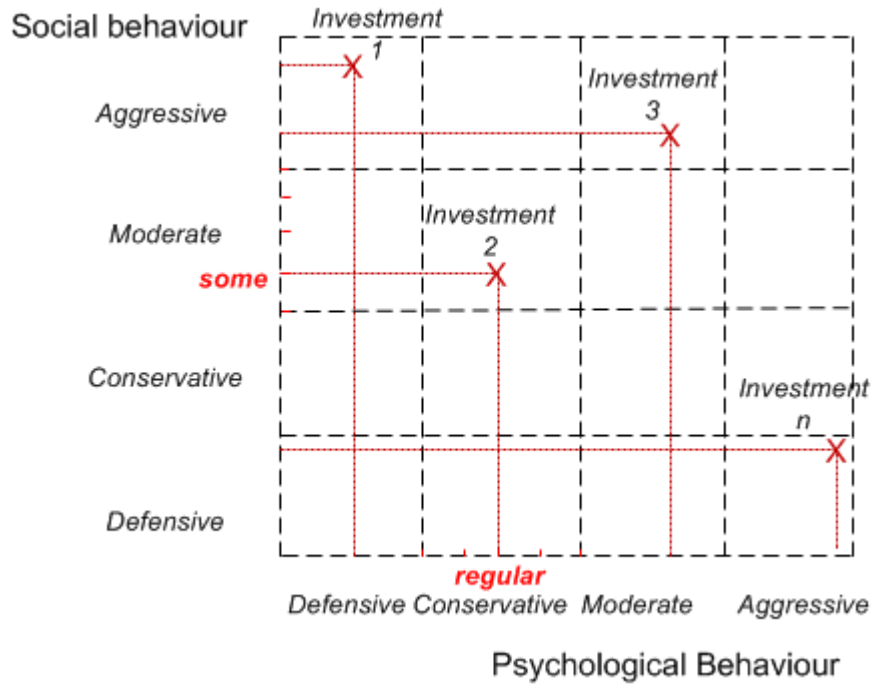 Social behaviour
Investment
1
Aggressive
Investment
3
Moderate
Investment
2
some
Conservative
Investment
n
Defensive
regular
Defensive Conservative Moderate Aggressive
Psychological Behaviour